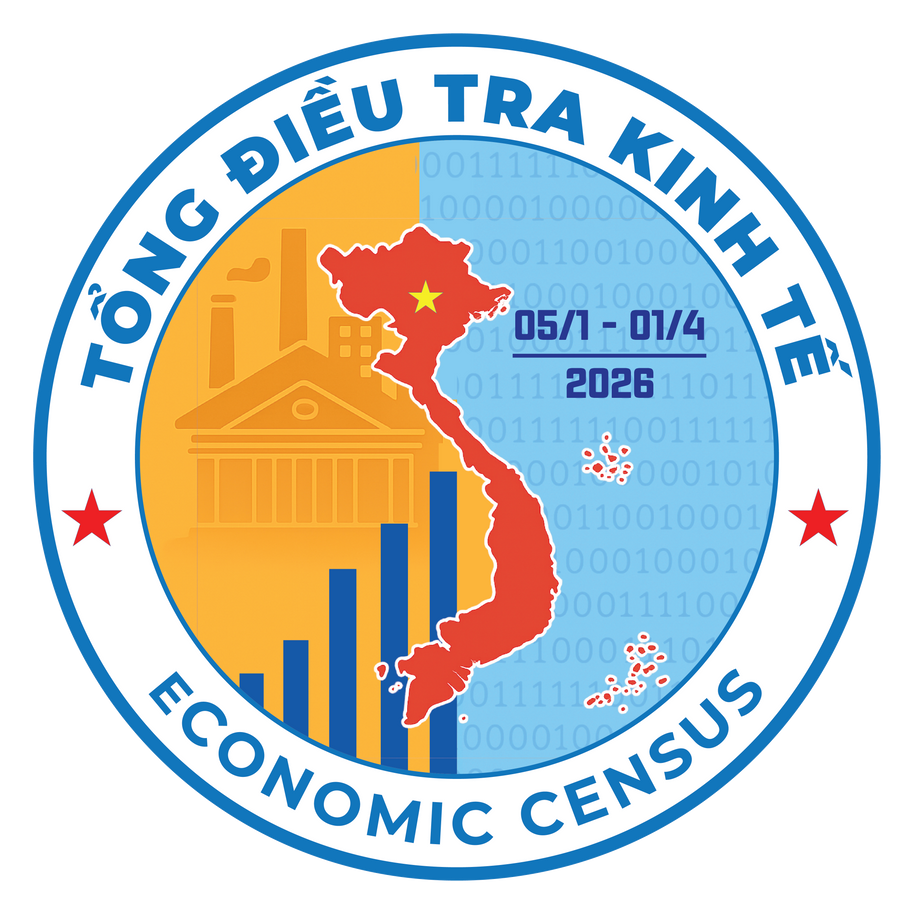 TỔNG ĐIỀU TRA KINH TẾ
05/1 - 01/4
2026
ECONOMIC CENSUS